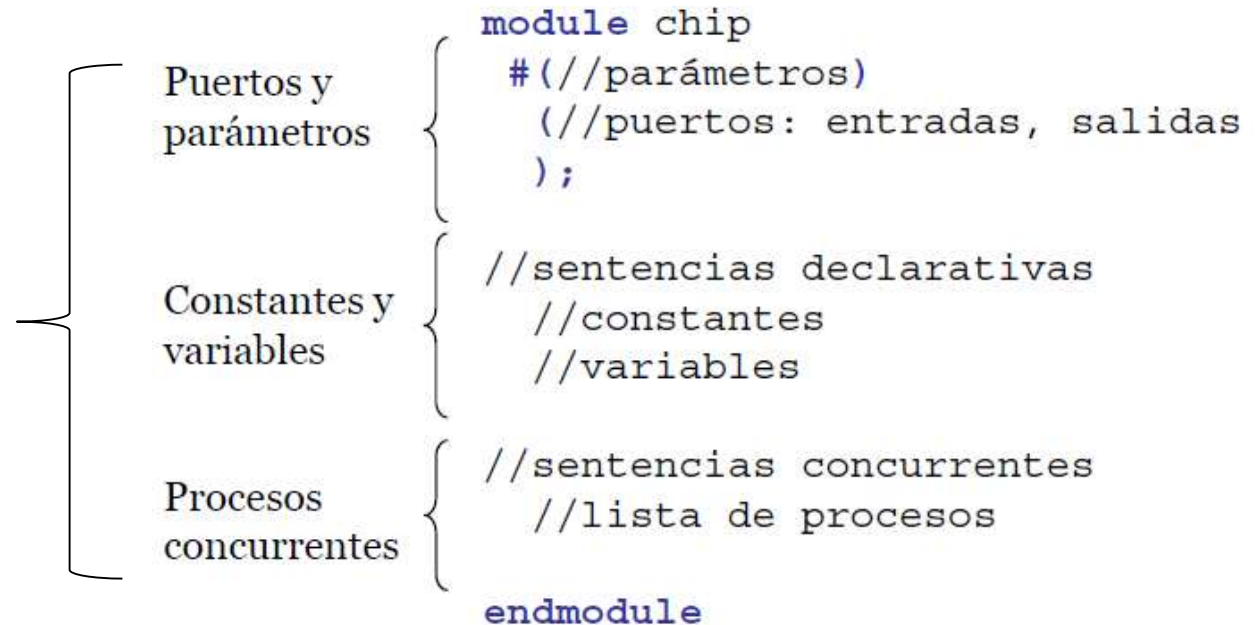 module chip
Puertos y
parámetros
#(//parámetros)
(//puertos: entradas, salidas
);
Constantes y
variables
//sentencias declarativas
//constantes
//variables
Procesos
concurrentes
//sentencias concurrentes
//lista de procesos
endmodule